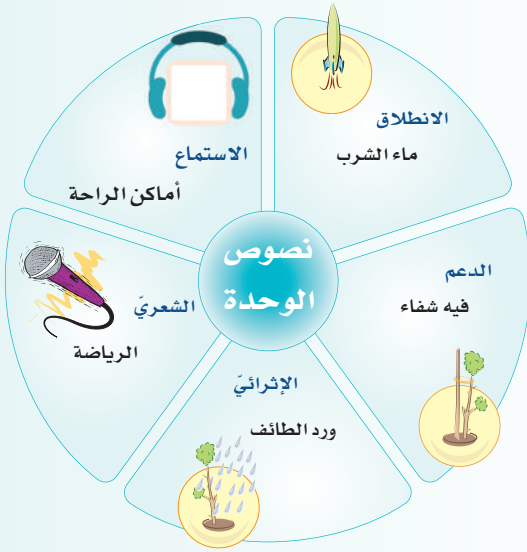 نصوص
الوحدة
الانطلاق
ماء الشرب
الدعم
فيه شفاء
الإثرائيّ
ورد الطائف
الشعريّ
الرياضة
الاستماع
أماكن الراحة